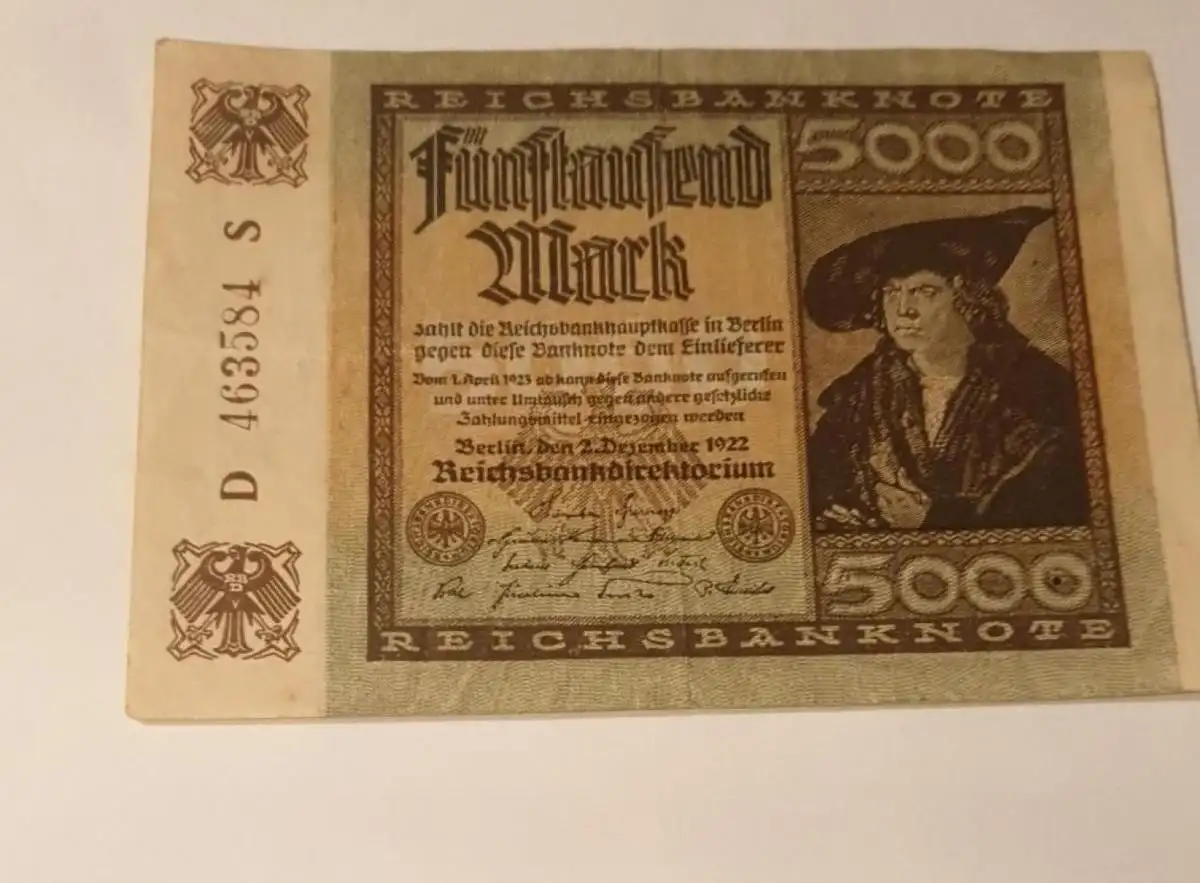 REICHSBANKNOTE
D 463584 S
Fünftausend
Mark
5000
zahlt die Reichsbankhauptkasse in Berlin
gegen diese Banknote dem Einlieferer
Vom 1. April 1923 ab kann diese Banknote aufgerufen
und unter Umtausch gegen andere gesetzliche
Zahlungsmittel eingezogen werden
Berlin, den 2. Dezember 1922
Reichsbankdirektorium
5000
REICHSBANKNOTE
RBD